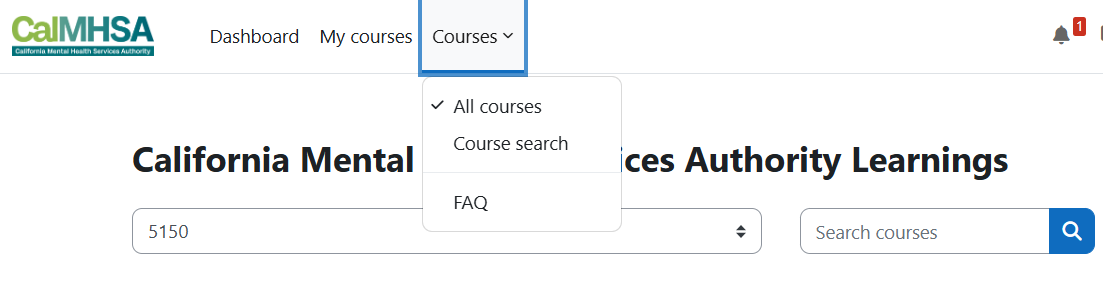 CalMHSA
California Mental Health Services Authority
Dashboard My courses Courses
1
All courses
Course search
FAQ
California Mental ices Authority Learnings
5150
Search courses